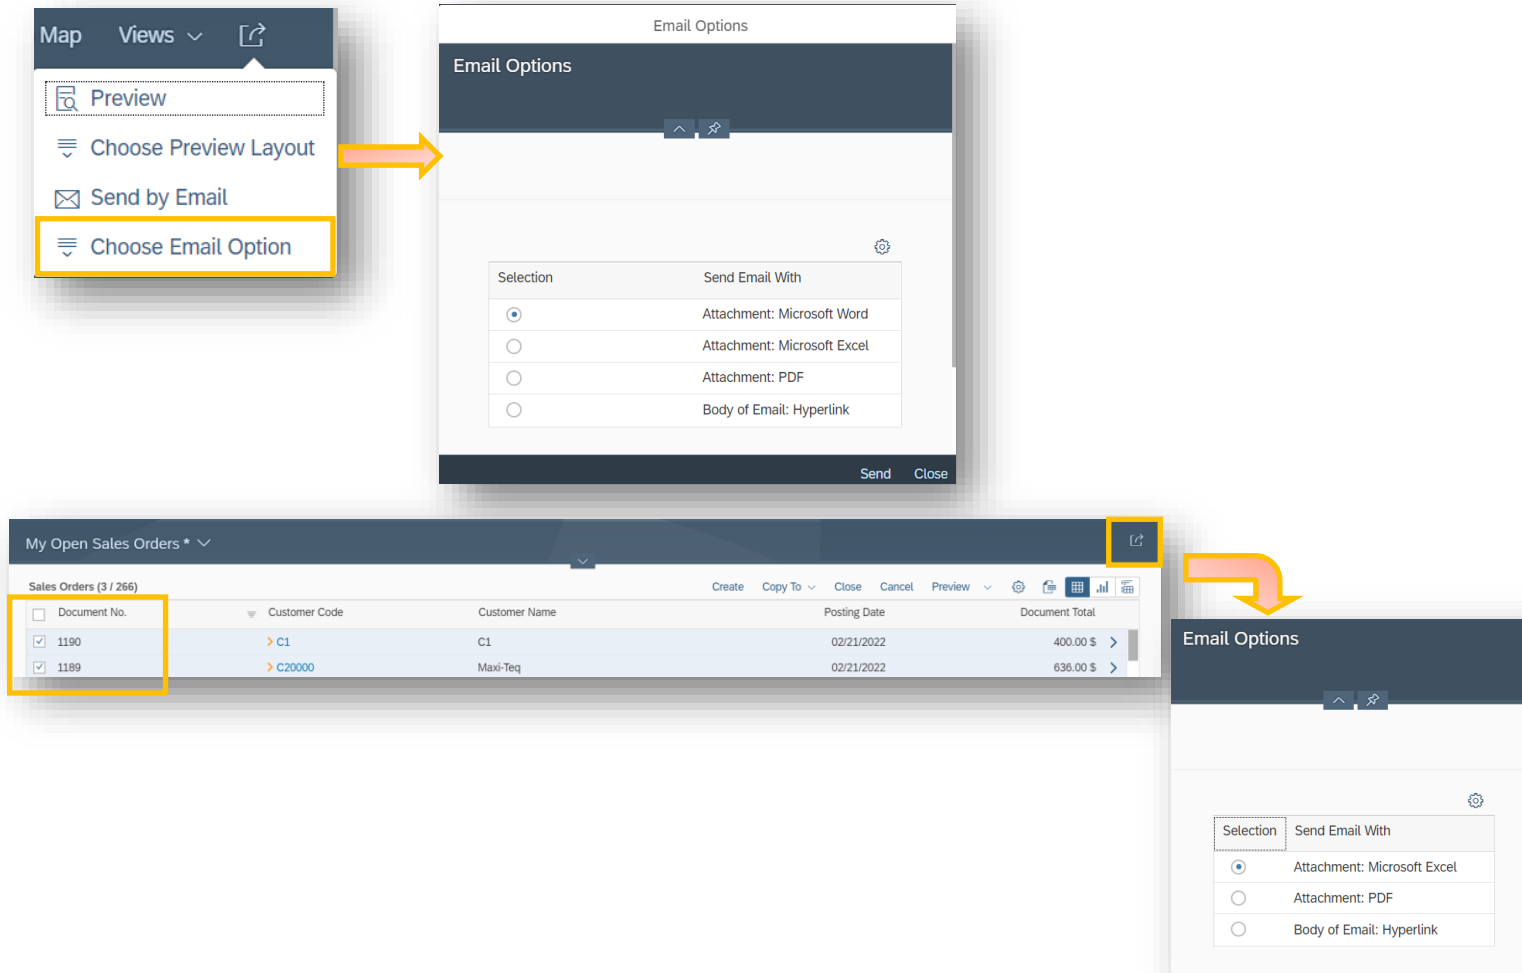 Map Views
Preview
Choose Preview Layout
Send by Email
Choose Email Option
Email Options
Email Options
Selection Send Email With
Attachment: Microsoft Word
Attachment: Microsoft Excel
Attachment: PDF
Body of Email: Hyperlink
Send Close
My Open Sales Orders *
Sales Orders (3 / 266) Create Copy To Close Cancel Preview
Document No. Customer Code Customer Name Posting Date Document Total
1190 C1 C1 02/21/2022 400.00 $
1189 C20000 Maxi-Teq 02/21/2022 636.00 $
Email Options
Selection Send Email With
Attachment: Microsoft Excel
Attachment: PDF
Body of Email: Hyperlink